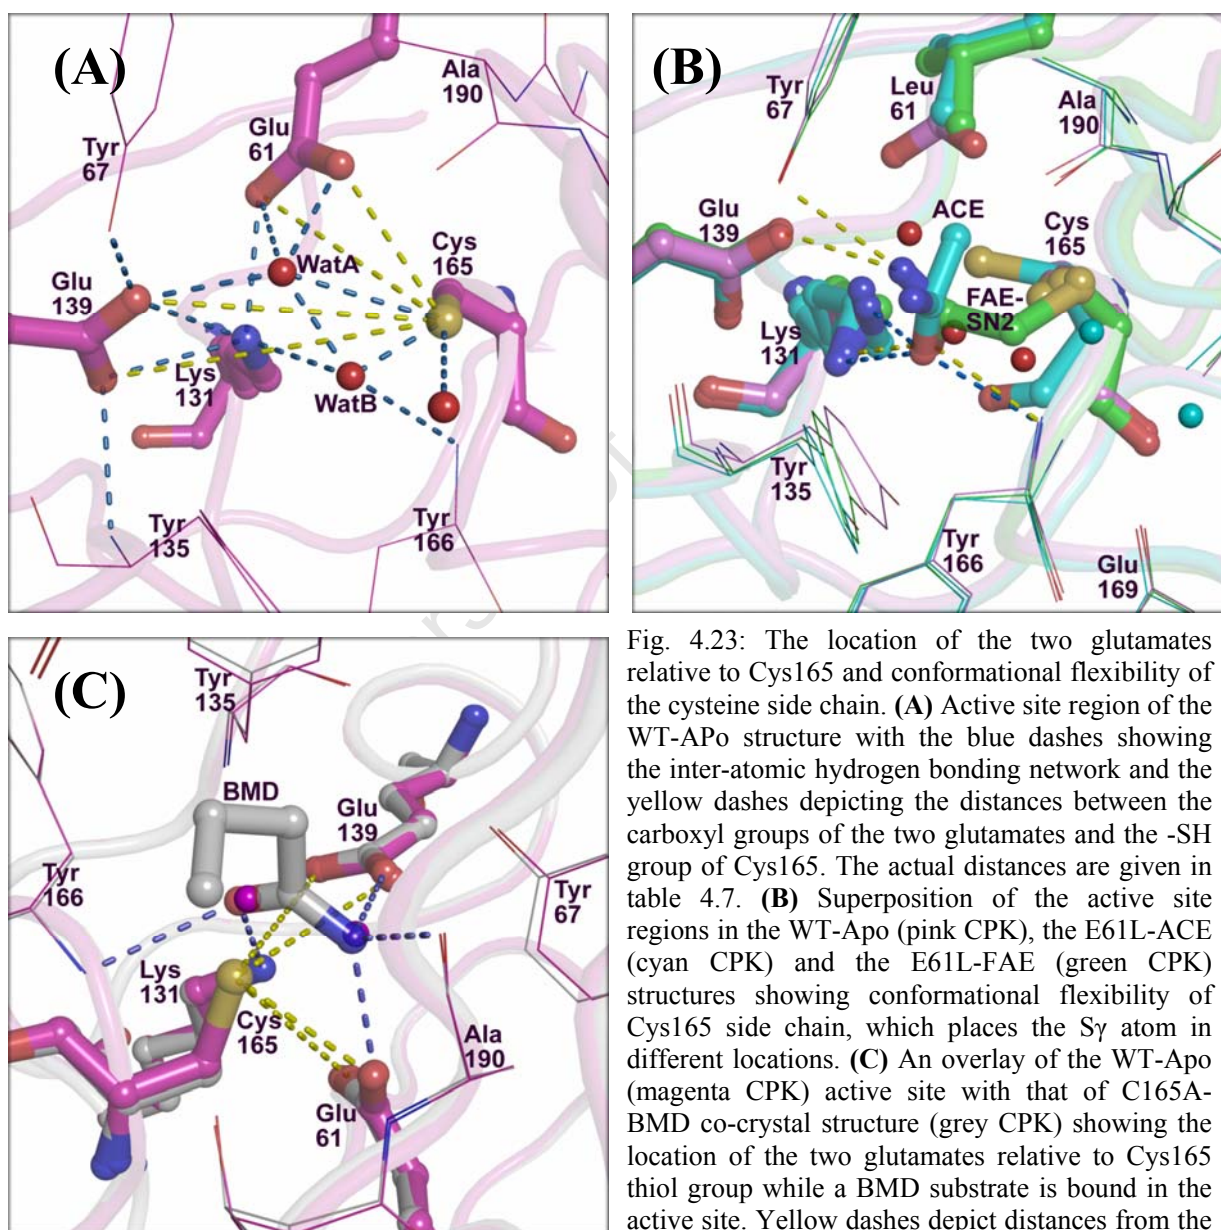 (A)
Ala
190
Glu
61
Tyr
67
WatA
Cys
165
Glu
139
Lys
131
WatB
Tyr
135
Tyr
166
(B)
Tyr
67
Leu
61
Ala
190
Glu
139
ACE
Cys
165
FAE-
SN2
Lys
131
Tyr
135
Tyr
166
Glu
169
(C)
Tyr
135
BMD
Glu
139
Tyr
166
Tyr
67
Lys
131
Cys
165
Ala
190
Glu
61
Fig. 4.23: The location of the two glutamates
relative to Cys165 and conformational flexibility of
the cysteine side chain. (A) Active site region of the
WT-APo structure with the blue dashes showing
the inter-atomic hydrogen bonding network and the
yellow dashes depicting the distances between the
carboxyl groups of the two glutamates and the -SH
group of Cys165. The actual distances are given in
table 4.7. (B) Superposition of the active site
regions in the WT-Apo (pink CPK), the E61L-ACE
(cyan CPK) and the E61L-FAE (green CPK)
structures showing conformational flexibility of
Cys165 side chain, which places the Sγ atom in
different locations. (C) An overlay of the WT-Apo
(magenta CPK) active site with that of C165A-
BMD co-crystal structure (grey CPK) showing the
location of the two glutamates relative to Cys165
thiol group while a BMD substrate is bound in the
active site. Yellow dashes depict distances from the